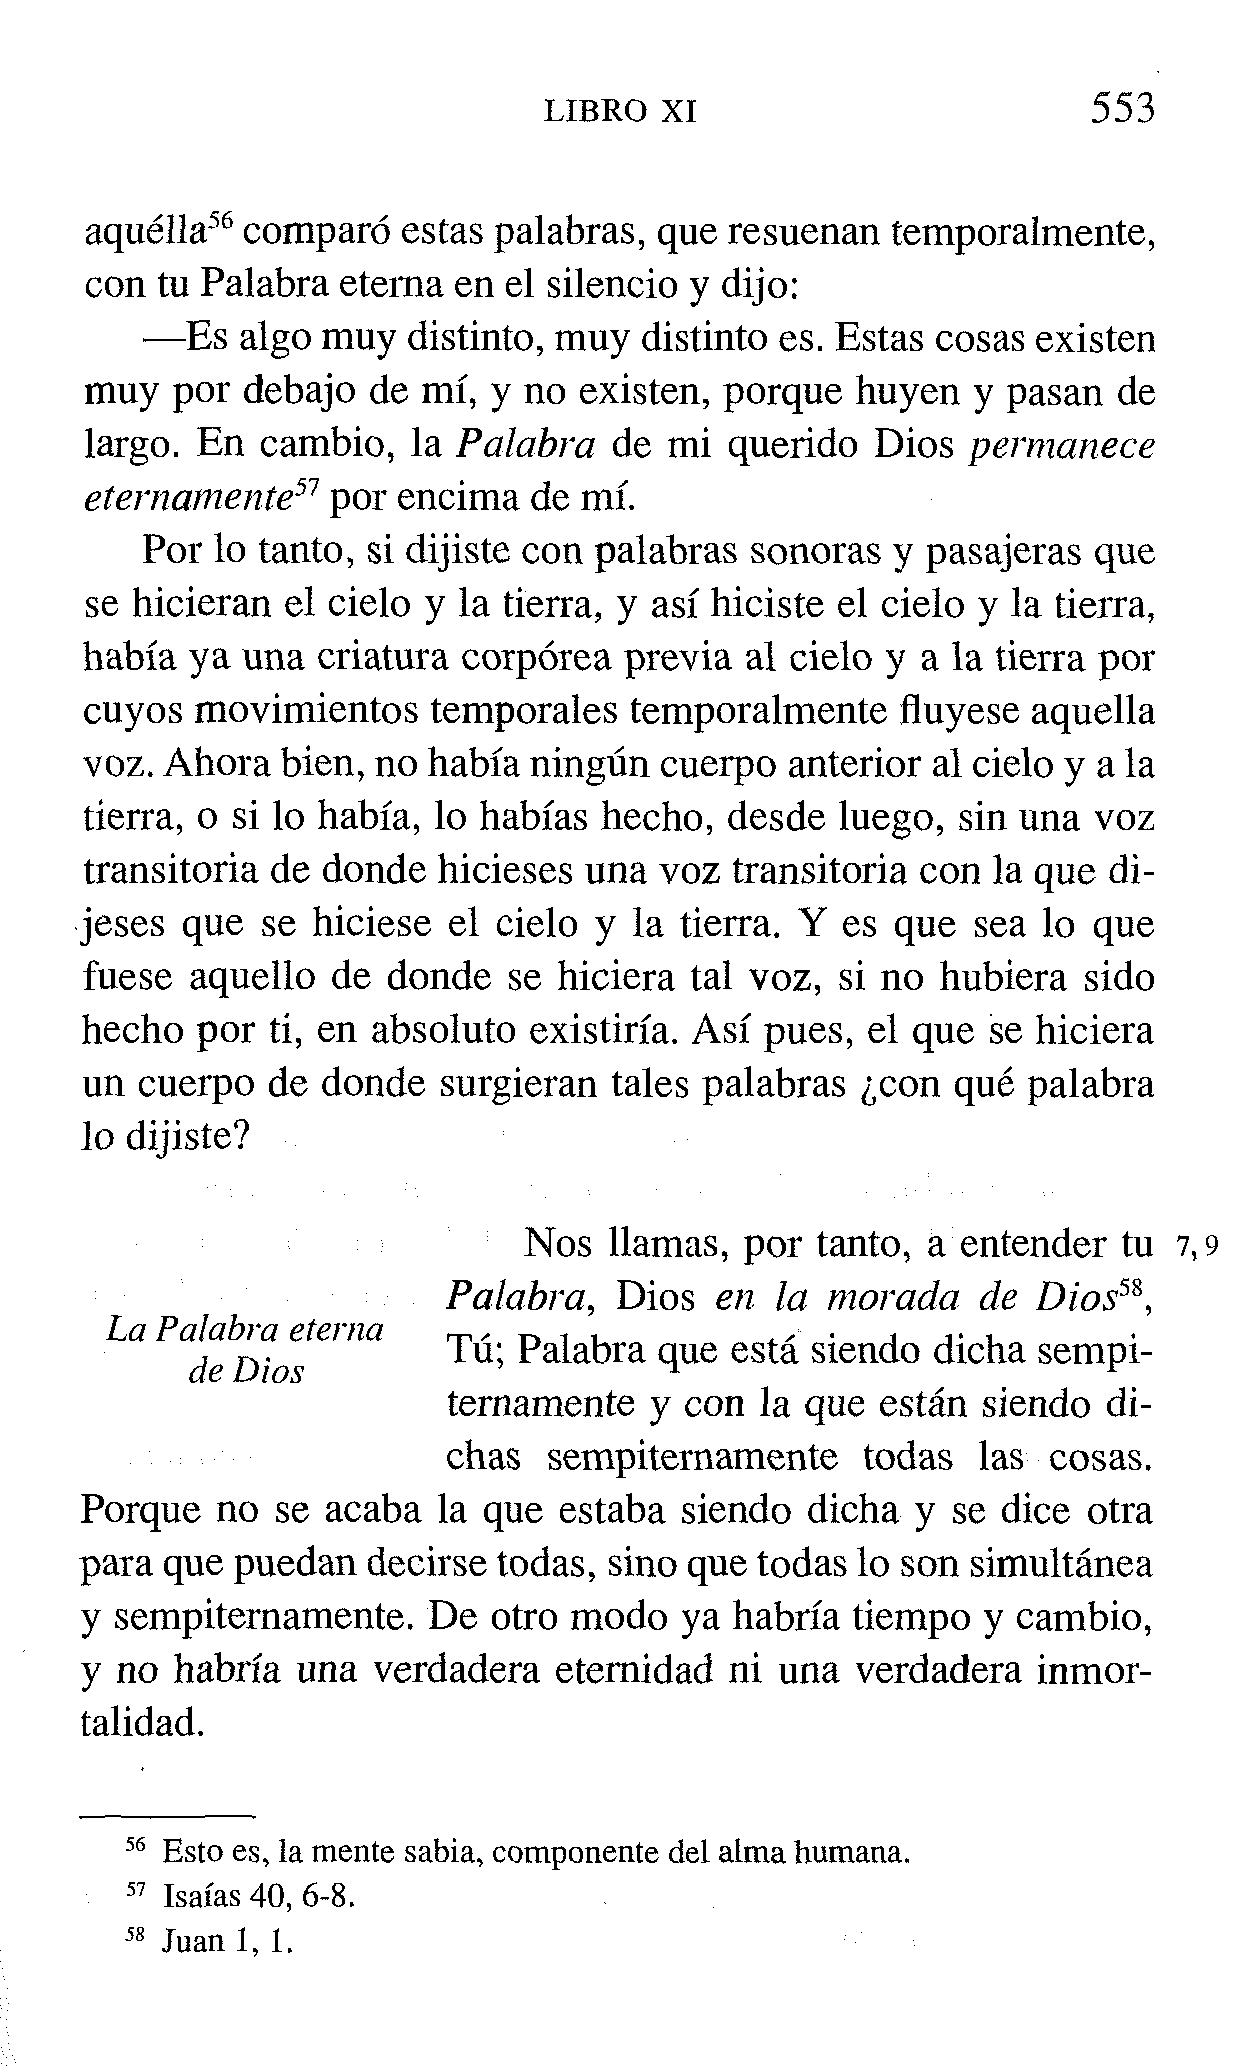 LIBRO XI 553
aquélla⁵⁶ comparó estas palabras, que resuenan temporalmente,
con tu Palabra eterna en el silencio y dijo:
—Es algo muy distinto, muy distinto es. Estas cosas existen
muy por debajo de mí, y no existen, porque huyen y pasan de
largo. En cambio, la Palabra de mi querido Dios permanece
eternamente⁵⁷ por encima de mí.
Por lo tanto, si dijiste con palabras sonoras y pasajeras que
se hicieran el cielo y la tierra, y así hiciste el cielo y la tierra,
había ya una criatura corpórea previa al cielo y a la tierra por
cuyos movimientos temporales temporalmente fluyese aquella
voz. Ahora bien, no había ningún cuerpo anterior al cielo y a la
tierra, o si lo había, lo habías hecho, desde luego, sin una voz
transitoria de donde hicieses una voz transitoria con la que di-
jeses que se hiciese el cielo y la tierra. Y es que sea lo que
fuese aquello de donde se hiciera tal voz, si no hubiera sido
hecho por ti, en absoluto existiría. Así pues, el que se hiciera
un cuerpo de donde surgieran tales palabras ¿con qué palabra
lo dijiste?
La Palabra eterna
de Dios
Nos llamas, por tanto, a entender tu 7, 9
Palabra, Dios en la morada de Dios⁵⁸,
Tú; Palabra que está siendo dicha sempi-
ternamente y con la que están siendo di-
chas sempiternamente todas las cosas.
Porque no se acaba la que estaba siendo dicha y se dice otra
para que puedan decirse todas, sino que todas lo son simultánea
y sempiternamente. De otro modo ya habría tiempo y cambio,
y no habría una verdadera eternidad ni una verdadera inmor-
talidad.
⁵⁶ Esto es, la mente sabia, componente del alma humana.
⁵⁷ Isaías 40, 6-8.
⁵⁸ Juan 1, 1.